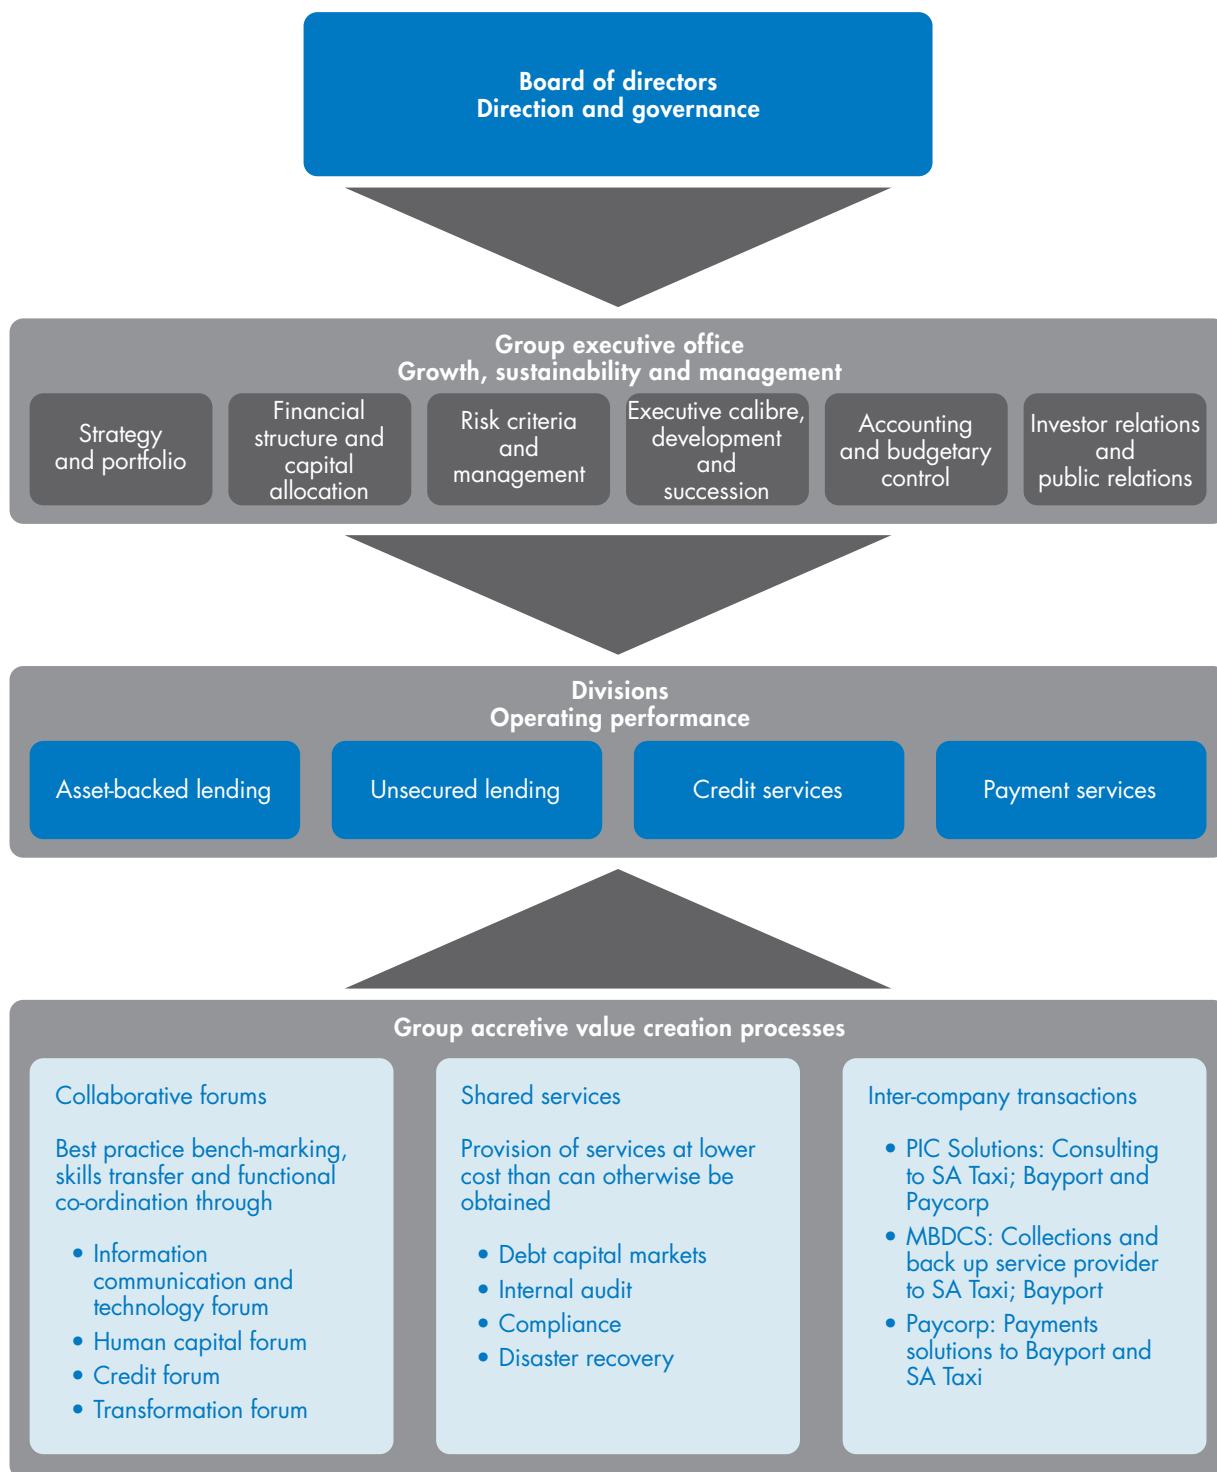 Board of directors
Direction and governance
Group executive office
Growth, sustainability and management
Strategy
and portfolio
Financial
structure and
capital
allocation
Risk criteria
and
management
Executive calibre,
development
and
succession
Accounting
and budgetary
control
Investor relations
and
public relations
Divisions
Operating performance
Asset-backed lending
Unsecured lending
Credit services
Payment services
Group accretive value creation processes
Collaborative forums
Best practice bench-marking,
skills transfer and functional
co-ordination through
• Information
communication and
technology forum
• Human capital forum
• Credit forum
• Transformation forum
Shared services
Provision of services at lower
cost than can otherwise be
obtained
• Debt capital markets
• Internal audit
• Compliance
• Disaster recovery
Inter-company transactions
• PIC Solutions: Consulting
to SA Taxi; Bayport and
Paycorp
• MBDCS: Collections and
back up service provider
to SA Taxi; Bayport
• Paycorp: Payments
solutions to Bayport and
SA Taxi